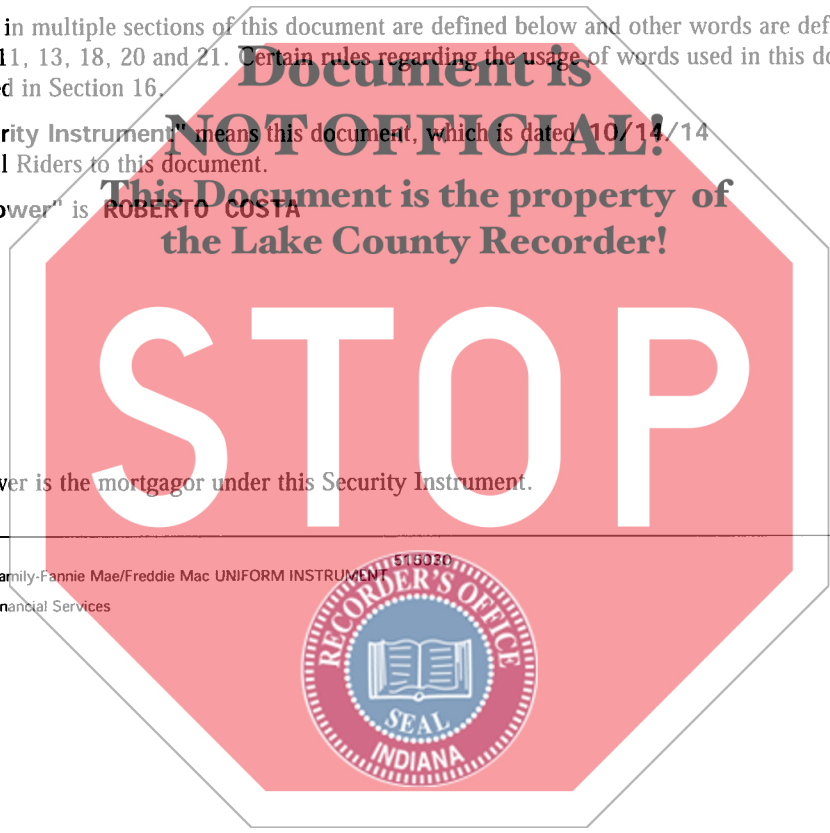 in multiple sections of this document are defined below and other words are def
11, 13, 18, 20 and 21. Certain rules regarding the usage of words used in this do
d in Section 16.
Document is
NOT OFFICIAL!
This Document is the property of
the Lake County Recorder!
rity Instrument" means this document, which is dated 10/14/14
l Riders to this document.
ower" is ROBERTO COSTA
STOP
ver is the mortgagor under this Security Instrument.
515030
amily-Fannie Mae/Freddie Mac UNIFORM INSTRUMENT
nancial Services
RECORDER'S OFFICE
SEAL
INDIANA